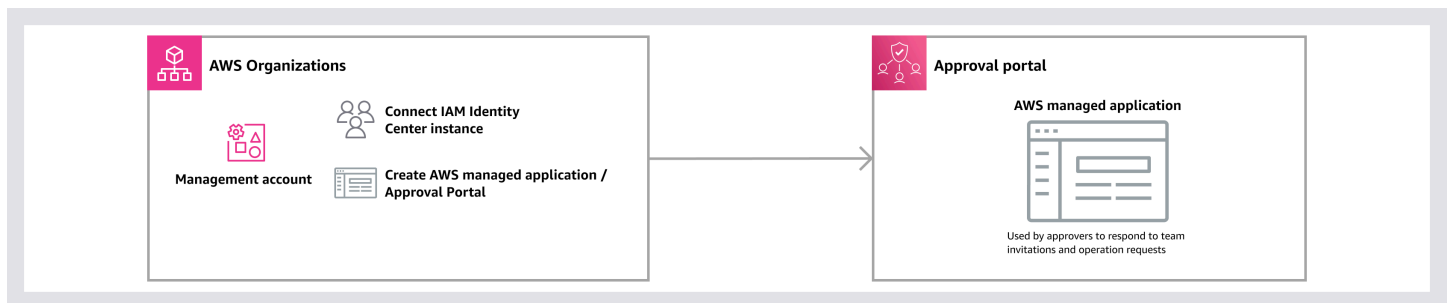 AWS Organizations
Connect IAM Identity
Center instance
Management account
Create AWS managed application /
Approval Portal
Approval portal
AWS managed application
Used by approvers to respond to team
invitations and operation requests